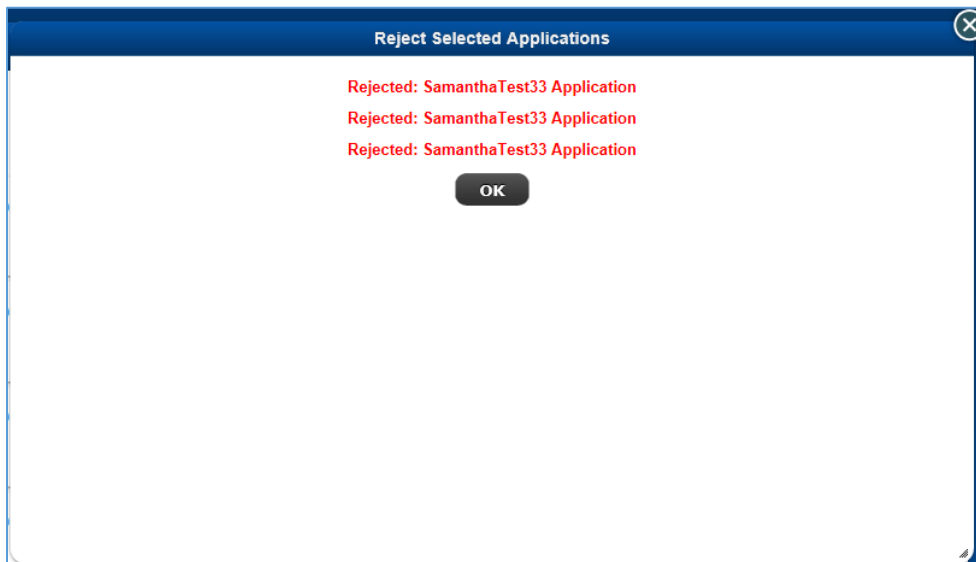 Reject Selected Applications
Rejected: SamanthaTest33 Application
Rejected: SamanthaTest33 Application
Rejected: SamanthaTest33 Application
OK